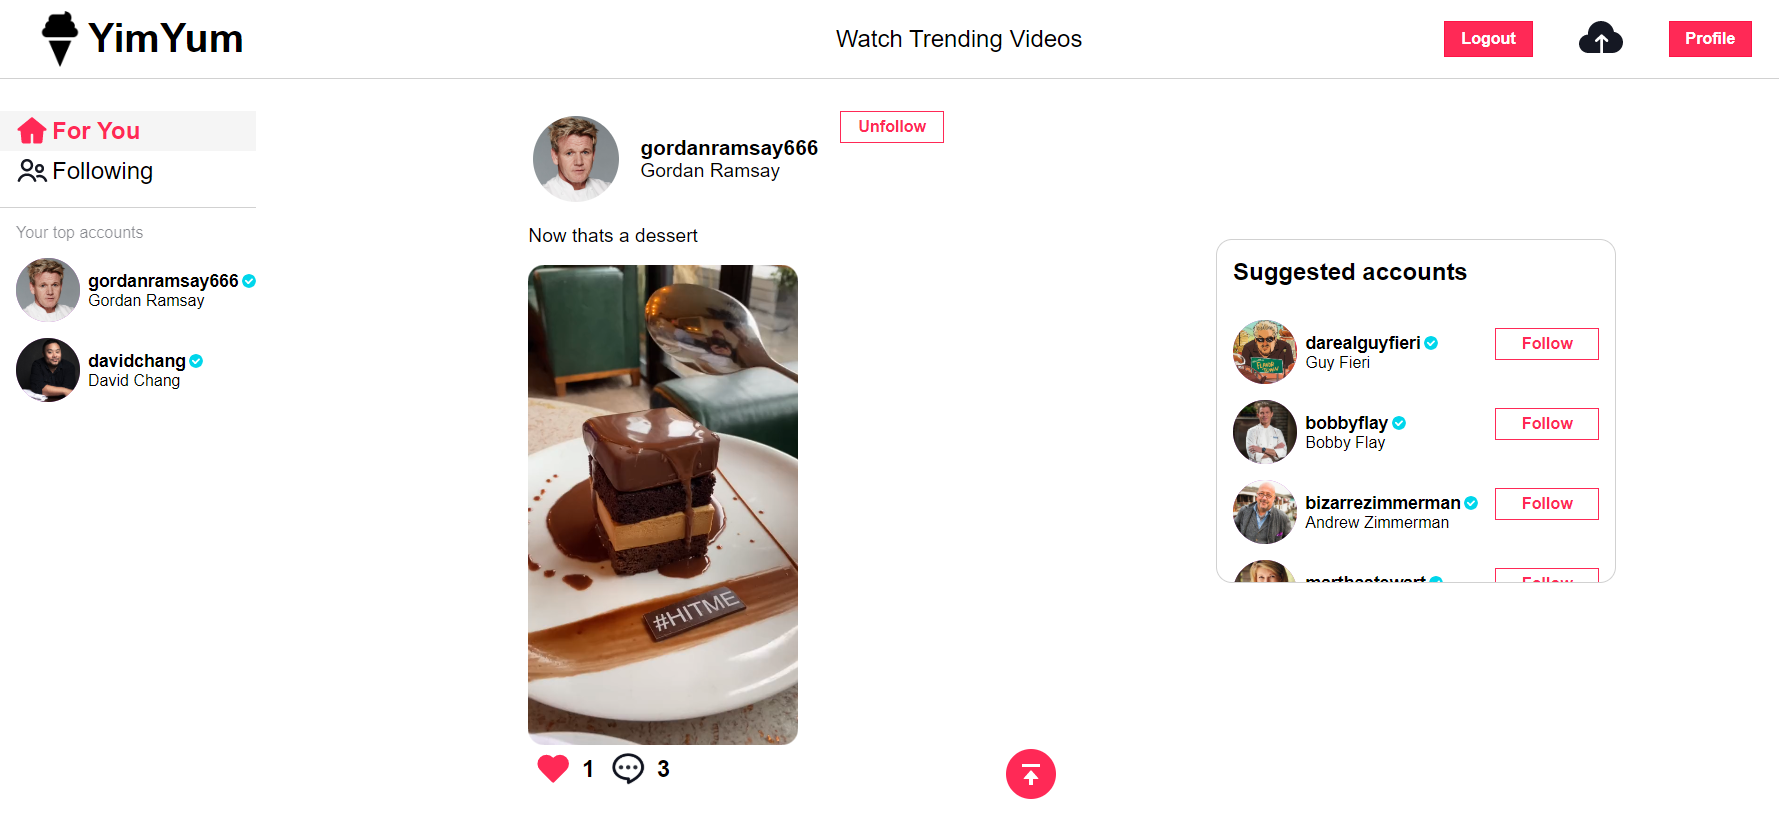 YimYum
Watch Trending Videos
Logout
Profile
For You
Following
Your top accounts
gordanramsay666
Gordan Ramsay
davidchang
David Chang
gordanramsay666
Gordan Ramsay
Unfollow
Now thats a dessert
#HITME
1
3
Suggested accounts
darealguyfieri
Guy Fieri
Follow
bobbyflay
Bobby Flay
Follow
bizarrezimmerman
Andrew Zimmerman
Follow
marthastewart
Follow